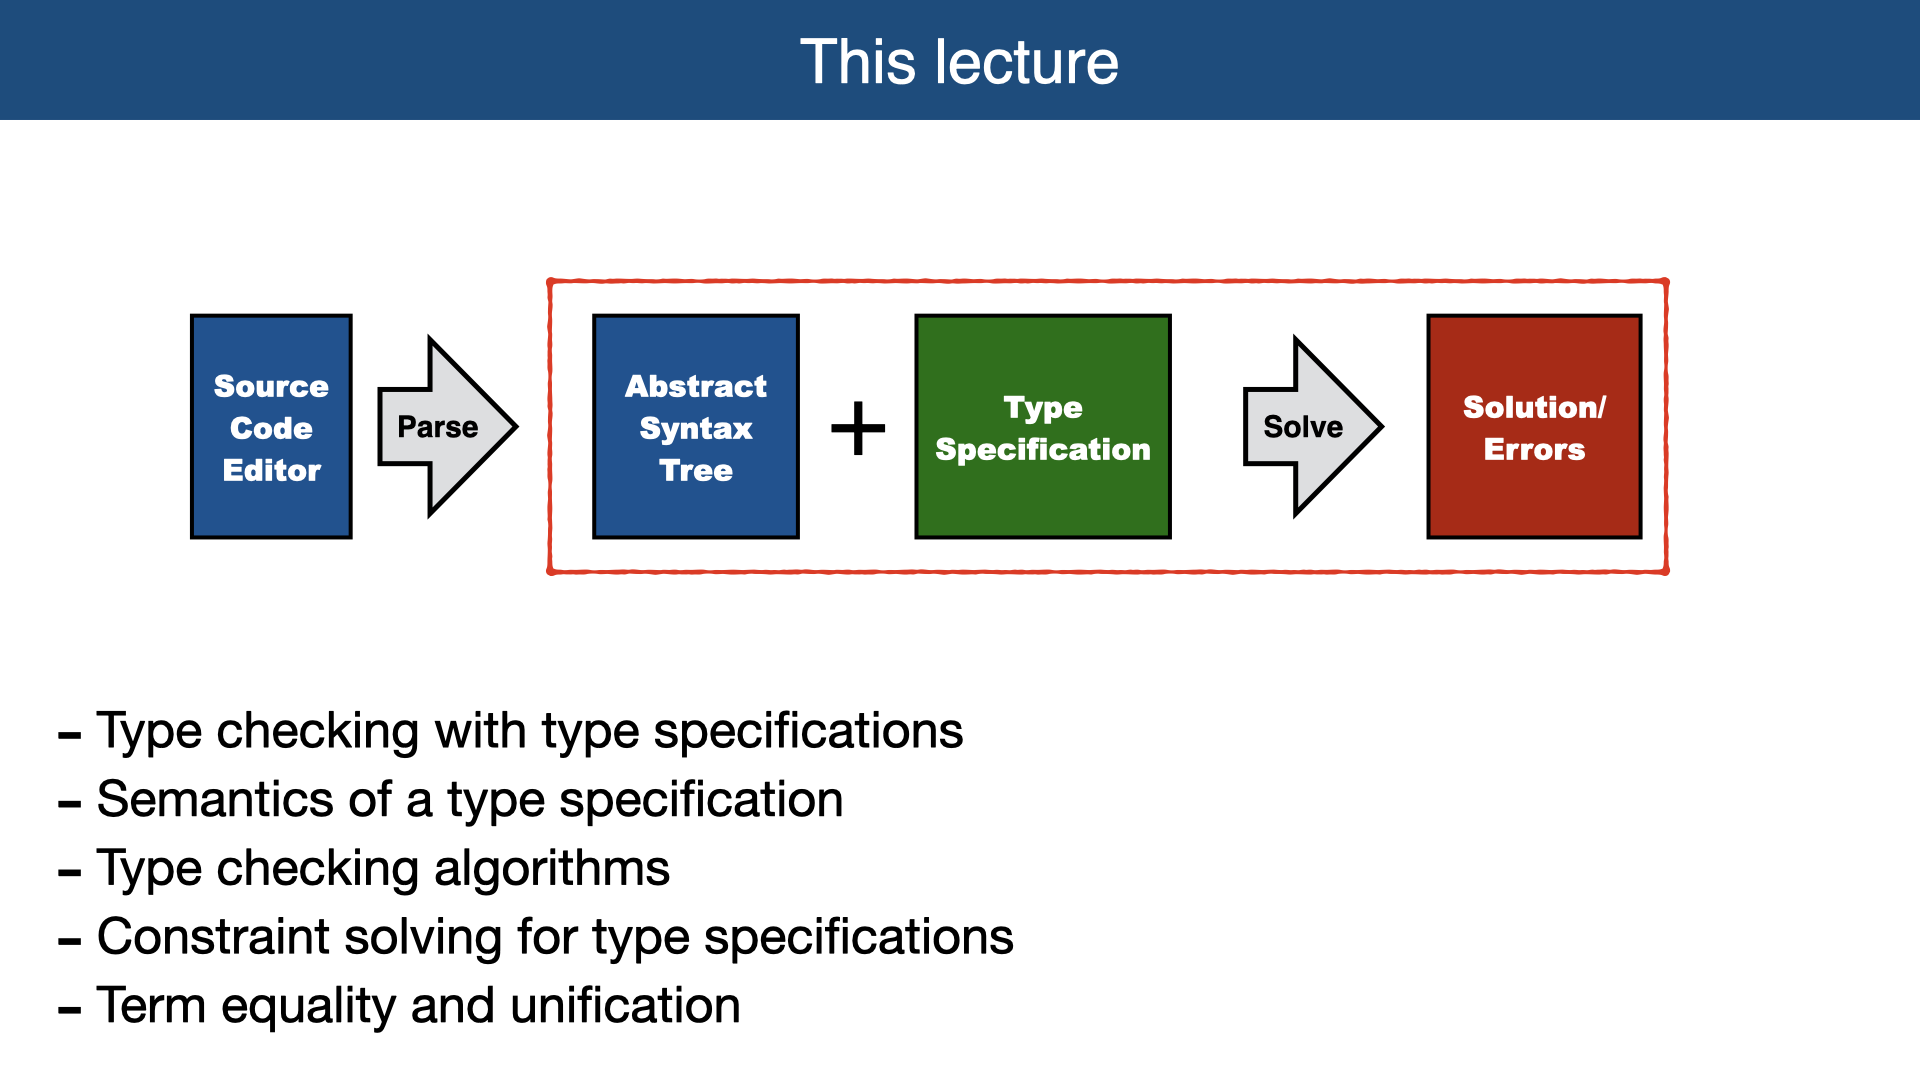 This lecture
Source
Code
Editor
Parse
Abstract
Syntax
Tree
+
Type
Specification
Solve
Solution/
Errors
- Type checking with type specifications
- Semantics of a type specification
- Type checking algorithms
- Constraint solving for type specifications
- Term equality and unification